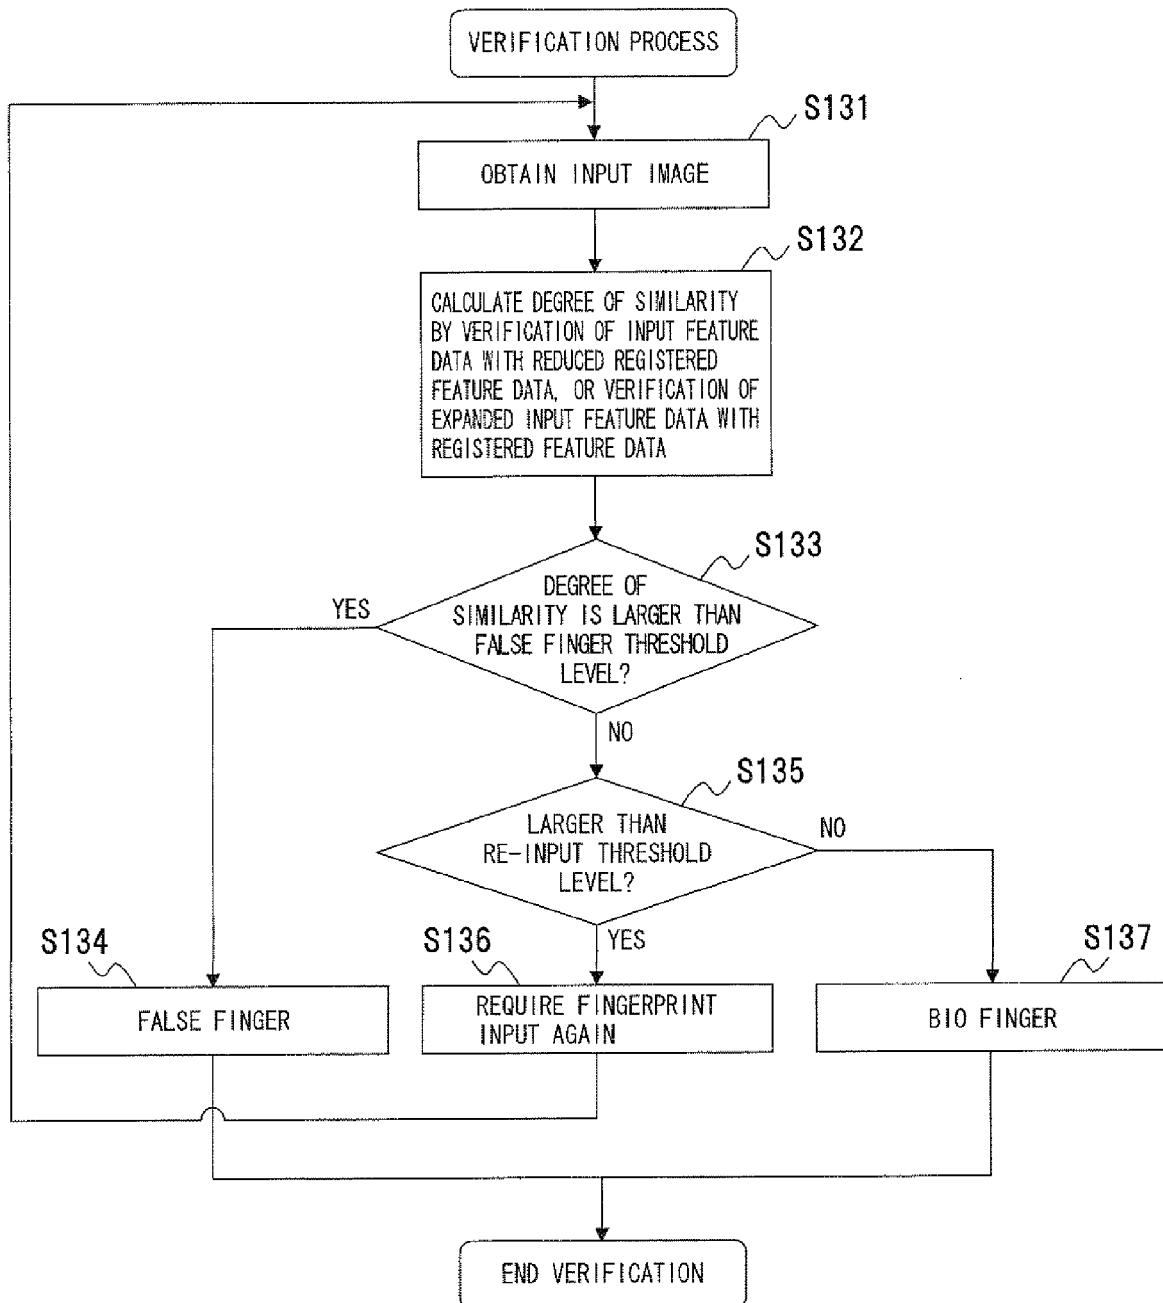 VERIFICATION PROCESS
S131
OBTAIN INPUT IMAGE
S132
CALCULATE DEGREE OF SIMILARITY
BY VERIFICATION OF INPUT FEATURE
DATA WITH REDUCED REGISTERED
FEATURE DATA, OR VERIFICATION OF
EXPANDED INPUT FEATURE DATA WITH
REGISTERED FEATURE DATA
S133
DEGREE OF
SIMILARITY IS LARGER THAN
FALSE FINGER THRESHOLD
LEVEL?
YES
NO
S135
LARGER THAN
RE-INPUT THRESHOLD
LEVEL?
NO
YES
S134
FALSE FINGER
S136
REQUIRE FINGERPRINT
INPUT AGAIN
S137
BIO FINGER
END VERIFICATION